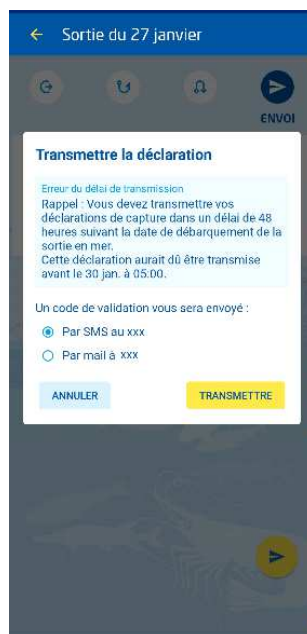 Sortie du 27 janvier
ENVOI
Transmettre la déclaration
Erreur du délai de transmission
Rappel : Vous devez transmettre vos
déclarations de capture dans un délai de 48
heures suivant la date de débarquement de la
sortie en mer.
Cette déclaration aurait dû être transmise
avant le 30 jan. à 05:00.
Un code de validation vous sera envoyé :
Par SMS au xxx
Par mail à xxx
ANNULER
TRANSMETTRE